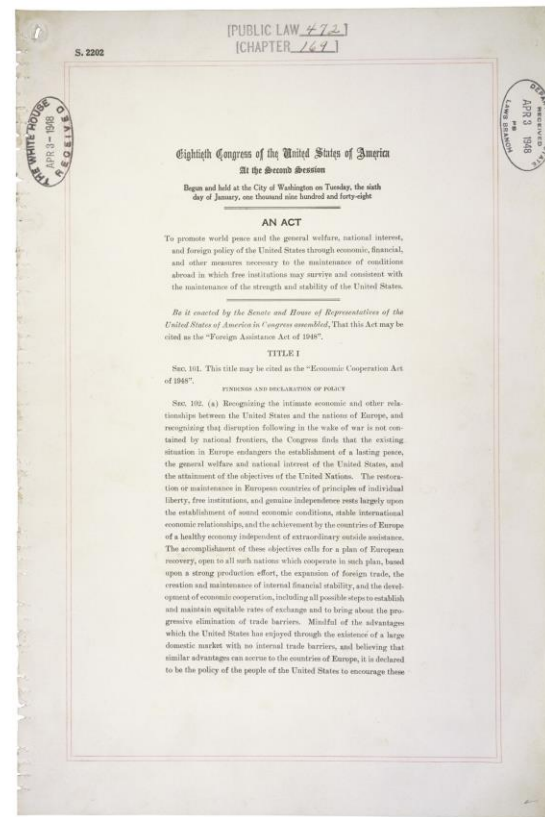 [PUBLIC LAW 472]
[CHAPTER 169]
S. 2202
THE WHITE HOUSE
APR 3 - 1948
RECEIVED
RECEIVED
APR 3 1948
LAWS BRANCH
Eightieth Congress of the United States of America
At the Second Session
Begun and held at the City of Washington on Tuesday, the sixth
day of January, one thousand nine hundred and forty-eight
AN ACT
To promote world peace and the general welfare, national interest,
and foreign policy of the United States through economic, financial,
and other measures necessary to the maintenance of conditions
abroad in which free institutions may survive and consistent with
the maintenance of the strength and stability of the United States.
Be it enacted by the Senate and House of Representatives of the
United States of America in Congress assembled, That this Act may be
cited as the "Foreign Assistance Act of 1948".
TITLE I
SEC. 101. This title may be cited as the "Economic Cooperation Act
of 1948".
FINDINGS AND DECLARATION OF POLICY
SEC. 102. (a) Recognizing the intimate economic and other rela-
tionships between the United States and the nations of Europe, and
recognizing that disruption following in the wake of war is not con-
tained by national frontiers, the Congress finds that the existing
situation in Europe endangers the establishment of a lasting peace,
the general welfare and national interest of the United States, and
the attainment of the objectives of the United Nations. The restora-
tion or maintenance in European countries of principles of individual
liberty, free institutions, and genuine independence rests largely upon
the establishment of sound economic conditions, stable international
economic relationships, and the achievement by the countries of Europe
of a healthy economy independent of extraordinary outside assistance.
The accomplishment of these objectives calls for a plan of European
recovery, open to all such nations which cooperate in such plan, based
upon a strong production effort, the expansion of foreign trade, the
creation and maintenance of internal financial stability, and the devel-
opment of economic cooperation, including all possible steps to establish
and maintain equitable rates of exchange and to bring about the pro-
gressive elimination of trade barriers. Mindful of the advantages
which the United States has enjoyed through the existence of a large
domestic market with no internal trade barriers, and believing that
similar advantages can accrue to the countries of Europe, it is declared
to be the policy of the people of the United States to encourage these